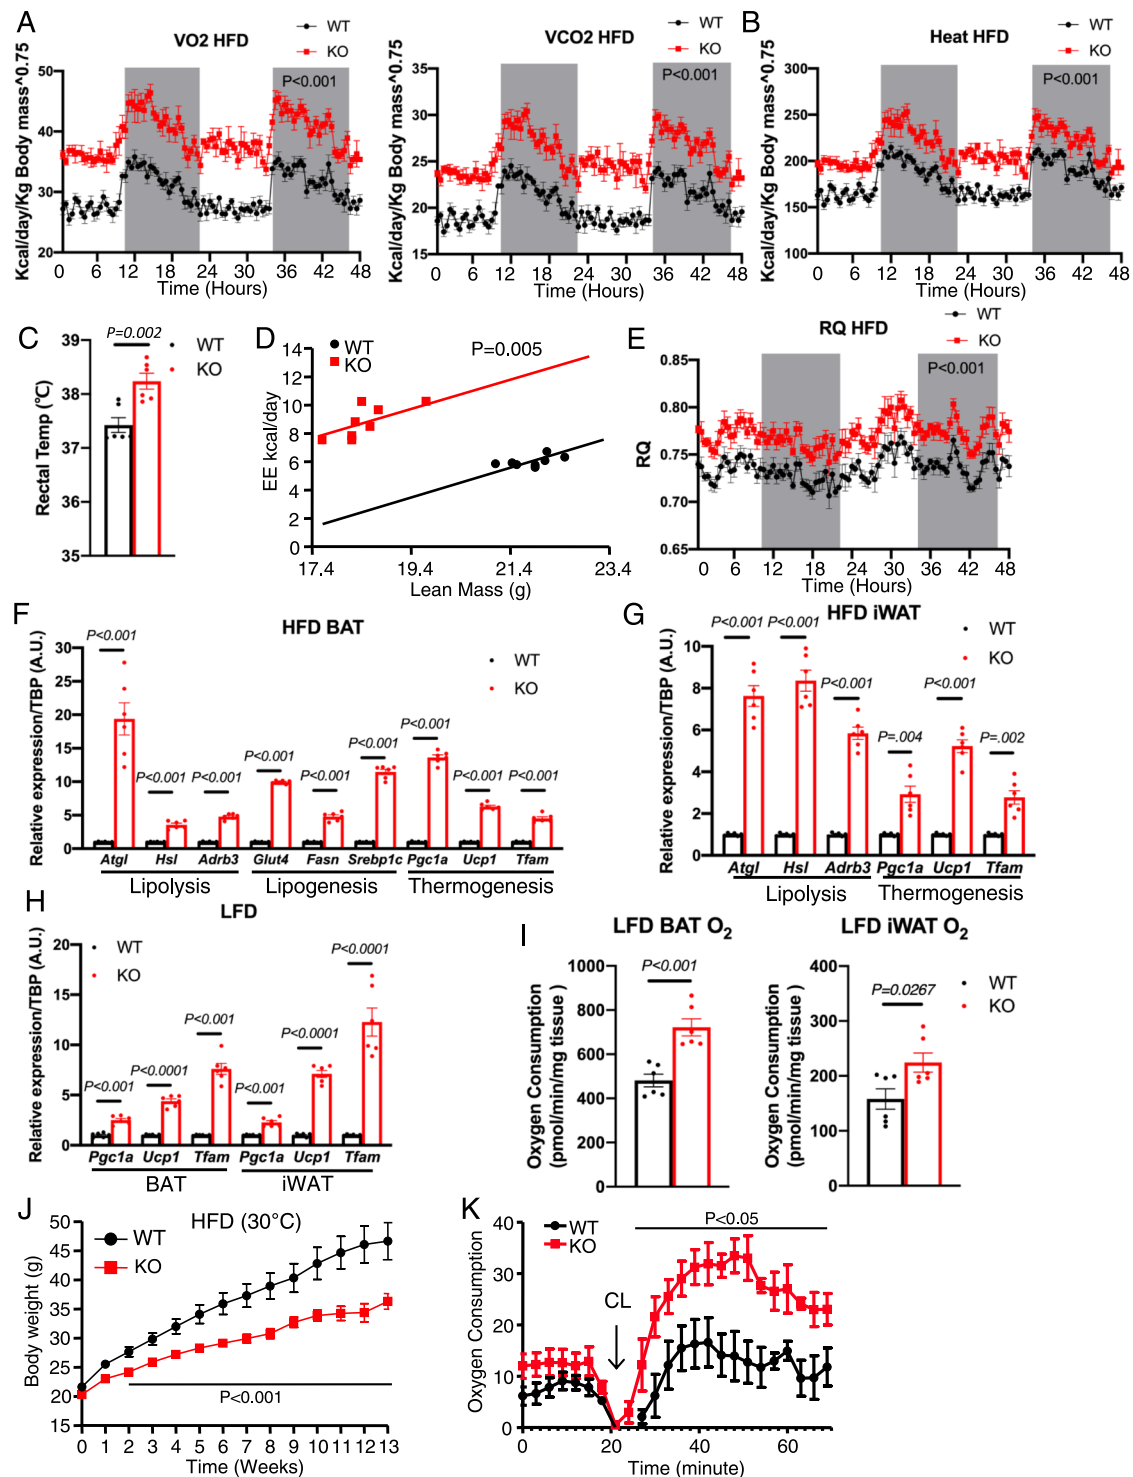 A
VO2 HFD
WT
KO
Kcal/day/Kg Body mass^0.75
50
40
30
20
P<0.001
0 6 12 18 24 30 36 42 48
Time (Hours)
VCO2 HFD
WT
KO
Kcal/day/Kg Body mass^0.75
35
30
25
20
15
P<0.001
0 6 12 18 24 30 36 42 48
Time (Hours)
B
Heat HFD
WT
KO
Kcal/day/Kg Body mass^0.75
300
250
200
150
100
P<0.001
0 6 12 18 24 30 36 42 48
Time (Hours)
C
P=0.002
WT
KO
Rectal Temp (°C)
39
38
37
35
D
WT
KO
P=0.005
EE kcal/day
14
12
10
8
6
4
2
0
17.4 19.4 21.4 23.4
Lean Mass (g)
E
RQ HFD
WT
KO
P<0.001
RQ
0.85
0.80
0.75
0.70
0.65
0 6 12 18 24 30 36 42 48
Time (Hours)
F
HFD BAT
WT
KO
Relative expression/TBP (A.U.)
30
25
20
15
10
5
0
P<0.001
P<0.001
P<0.001
P<0.001
P<0.001
P<0.001
P<0.001
P<0.001
P<0.001
Atgl Hsl Adrb3 Glut4 Fasn Srebp1c Pgc1a Ucp1 Tfam
Lipolysis Lipogenesis Thermogenesis
G
HFD iWAT
WT
KO
Relative expression/TBP (A.U.)
10
8
6
4
2
0
P<0.001
P<0.001
P<0.001
P=.004
P<0.001
P=.002
Atgl Hsl Adrb3 Pgc1a Ucp1 Tfam
Lipolysis Thermogenesis
H
LFD
WT
KO
Relative expression/TBP (A.U.)
20
15
10
5
0
P<0.001
P<0.0001
P<0.001
P<0.001
P<0.0001
P<0.0001
Pgc1a Ucp1 Tfam Pgc1a Ucp1 Tfam
BAT iWAT
I
LFD BAT O2
Oxygen Consumption
(pmol/min/mg tissue )
1000
800
600
400
200
0
P<0.001
LFD iWAT O2
WT
KO
Oxygen Consumption
(pmol/min/mg tissue )
400
300
200
100
0
P=0.0267
J
HFD (30°C)
WT
KO
Body weight (g)
50
45
40
35
30
25
20
15
P<0.001
0 1 2 3 4 5 6 7 8 9 10 11 12 13
Time (Weeks)
K
WT
KO
P<0.05
CL
Oxygen Consumption
40
30
20
10
0
0 20 40 60
Time (minute)